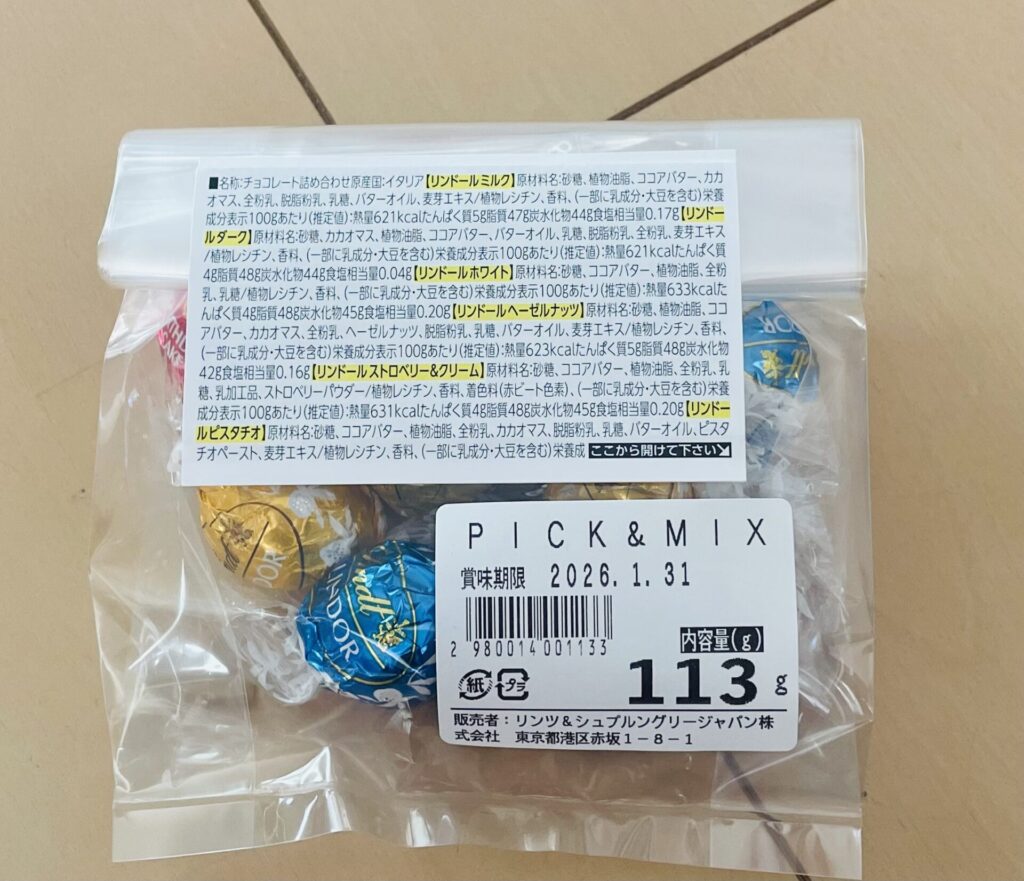 ■名称:チョコレート詰め合わせ原産国:イタリア【リンドールミルク】原材料名:砂糖、植物油脂、ココアバター、カカ
オマス、全粉乳、脱脂粉乳、乳糖、バターオイル、麦芽エキス/植物レシチン、香料、(一部に乳成分・大豆を含む)栄養
成分表示100gあたり(推定値):熱量621kcalたんぱく質5g脂質47g炭水化物44g食塩相当量0.17g【リンドー
ルダーク】原材料名:砂糖、カカオマス、植物油脂、ココアバター、バターオイル、乳糖、脱脂粉乳、全粉乳、麦芽エキス
/植物レシチン、香料、(一部に乳成分・大豆を含む)栄養成分表示100gあたり(推定値):熱量621kcalたんぱく質
4g脂質48g炭水化物44g食塩相当量0.04g【リンドールホワイト】原材料名:砂糖、ココアバター、植物油脂、全粉
乳、乳糖/植物レシチン、香料、(一部に乳成分・大豆を含む)栄養成分表示100gあたり(推定値):熱量633kcalた
んぱく質4g脂質48g炭水化物45g食塩相当量0.20g【リンドールヘーゼルナッツ】原材料名:砂糖、植物油脂、ココ
アバター、カカオマス、全粉乳、ヘーゼルナッツ、脱脂粉乳、乳糖、バターオイル、麦芽エキス/植物レシチン、香料、
(一部に乳成分・大豆を含む)栄養成分表示100gあたり(推定値):熱量623kcalたんぱく質5g脂質48g炭水化物
42g食塩相当量0.16g【リンドールストロベリー&クリーム】原材料名:砂糖、ココアバター、植物油脂、全粉乳、乳
糖、乳加工品、ストロベリーパウダー/植物レシチン、香料、着色料(赤ビート色素)、(一部に乳成分・大豆を含む)栄養
成分表示100gあたり(推定値):熱量631kcalたんぱく質4g脂質48g炭水化物45g食塩相当量0.20g【リンドー
ルピスタチオ】原材料名:砂糖、ココアバター、植物油脂、全粉乳、カカオマス、脱脂粉乳、乳糖、バターオイル、ピスタ
チオペースト、麦芽エキス/植物レシチン、香料、(一部に乳成分・大豆を含む)栄養成 ここから開けて下さい
PICK&MIX
賞味期限 2026.1.31
2 980014 001133
内容量(g)
113g
紙 プラ
販売者:リンツ&シュプルングリージャパン株
式会社 東京都港区赤坂1-8-1
Lindt
LINDOR